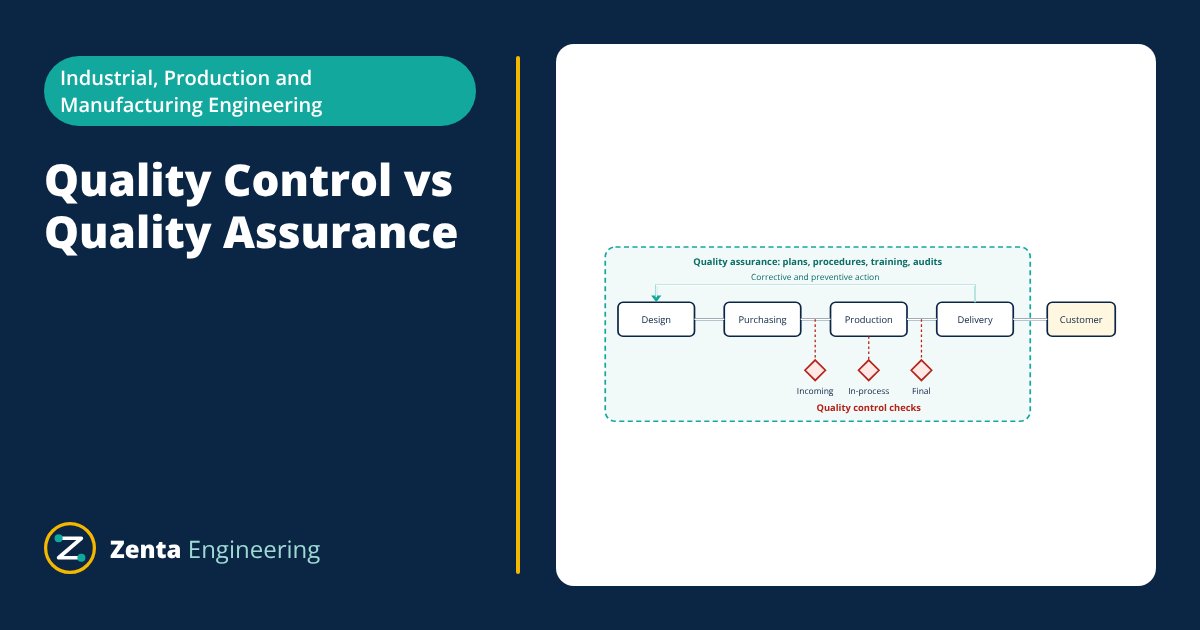 Industrial, Production and
Manufacturing Engineering
Quality Control vs
Quality Assurance
Zenta Engineering
Quality assurance: plans, procedures, training, audits
Corrective and preventive action
Design
Purchasing
Production
Delivery
Customer
Incoming
In-process
Final
Quality control checks